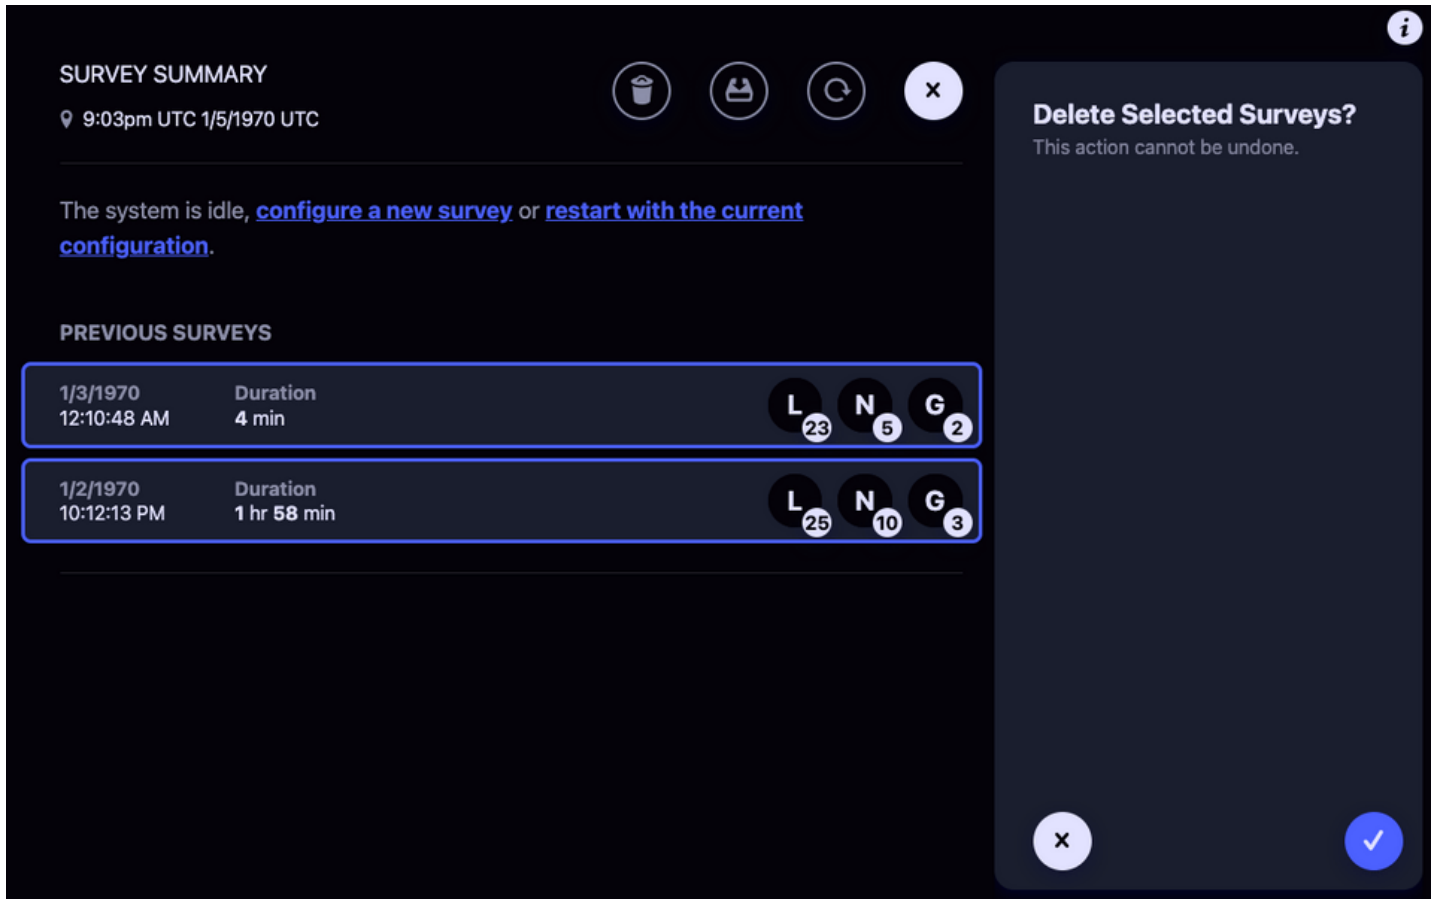 SURVEY SUMMARY
9:03pm UTC 1/5/1970 UTC
The system is idle, configure a new survey or restart with the current
configuration.
PREVIOUS SURVEYS
1/3/1970 Duration
12:10:48 AM 4 min
L 23 N 5 G 2
1/2/1970 Duration
10:12:13 PM 1 hr 58 min
L 25 N 10 G 3
i
Delete Selected Surveys?
This action cannot be undone.